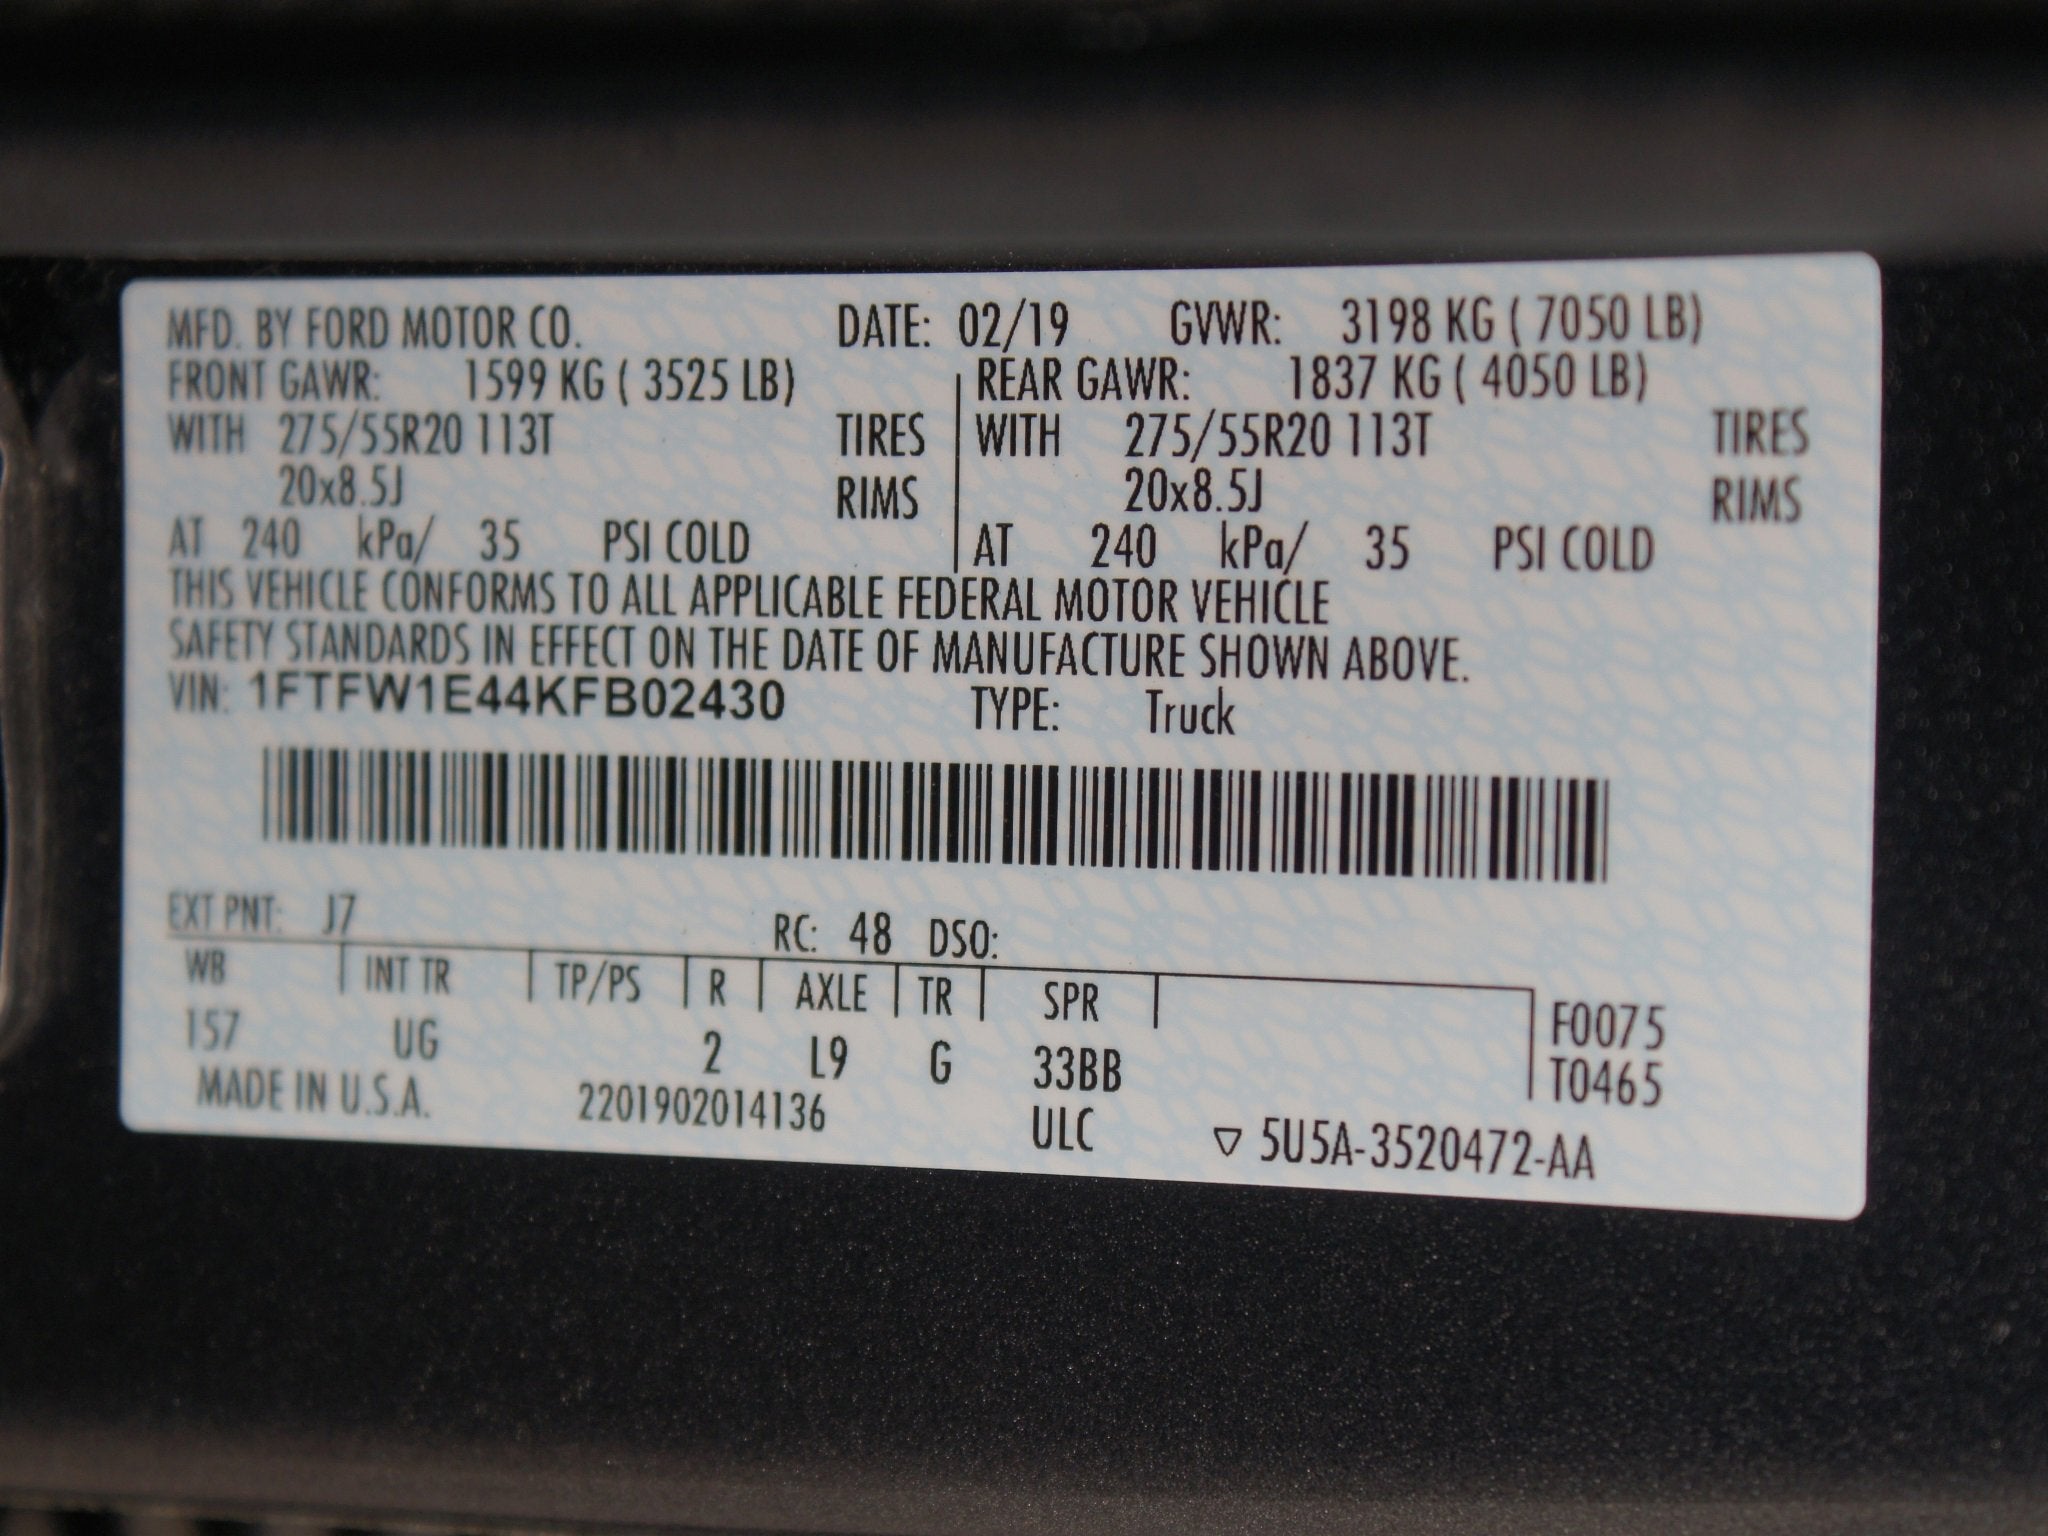 MFD. BY FORD MOTOR CO. DATE: 02/19 GVWR: 3198 KG ( 7050 LB)
FRONT GAWR: 1599 KG ( 3525 LB) REAR GAWR: 1837 KG ( 4050 LB)
WITH 275/55R20 113T TIRES WITH 275/55R20 113T TIRES
20x8.5J RIMS 20x8.5J RIMS
AT 240 kPa/ 35 PSI COLD AT 240 kPa/ 35 PSI COLD
THIS VEHICLE CONFORMS TO ALL APPLICABLE FEDERAL MOTOR VEHICLE
SAFETY STANDARDS IN EFFECT ON THE DATE OF MANUFACTURE SHOWN ABOVE.
VIN: 1FTFW1E44KFB02430 TYPE: Truck
EXT PNT: J7 RC: 48 DSO:
WB INT TR TP/PS R AXLE TR SPR
157 UG 2 L9 G 33BB
F0075
T0465
MADE IN U.S.A. 2201902014136 ULC ▽ 5U5A-3520472-AA